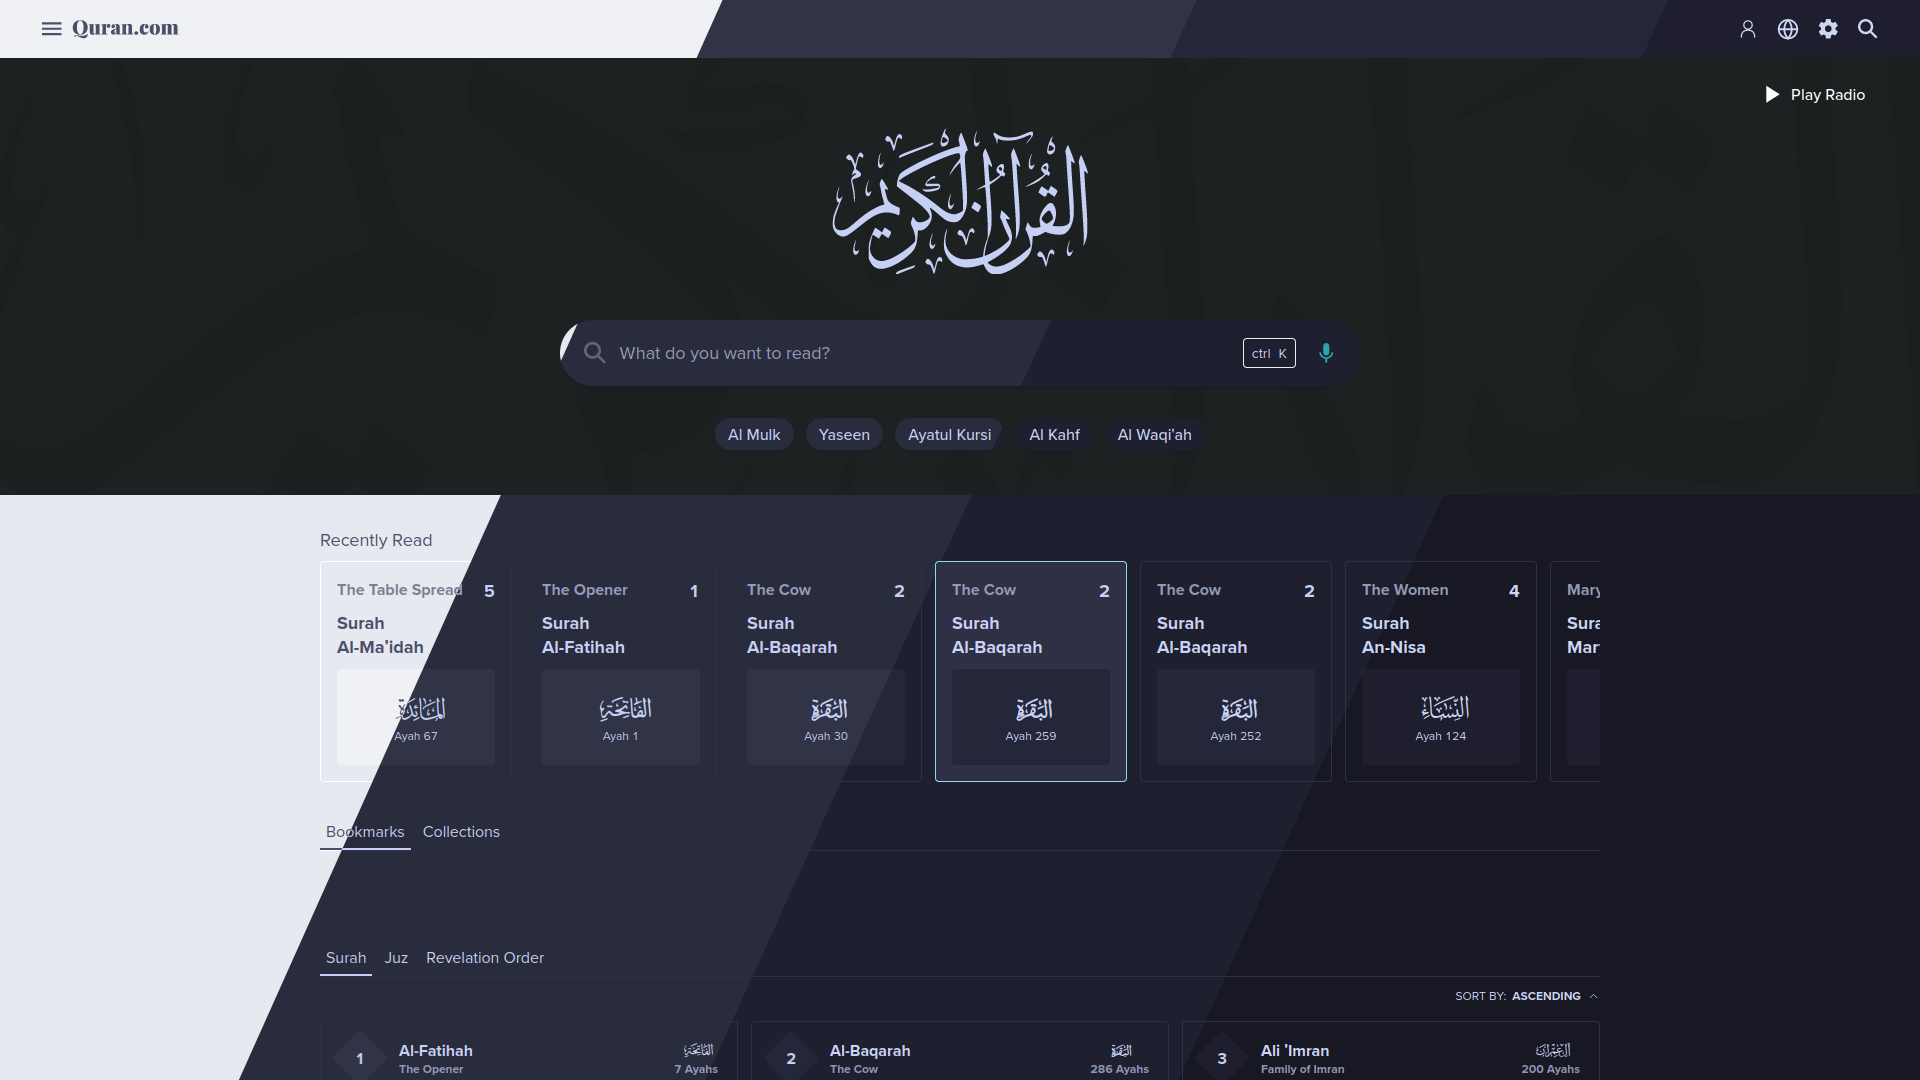 Quran.com
Play Radio
القرآن الكريم
What do you want to read?
ctrl K
Al Mulk
Yaseen
Ayatul Kursi
Al Kahf
Al Waqi'ah
Recently Read
The Table Spread 5
Surah
Al-Ma'idah
المائدة
Ayah 67
The Opener 1
Surah
Al-Fatihah
الفاتحة
Ayah 1
The Cow 2
Surah
Al-Baqarah
البقرة
Ayah 30
The Cow 2
Surah
Al-Baqarah
البقرة
Ayah 259
The Cow 2
Surah
Al-Baqarah
البقرة
Ayah 252
The Women 4
Surah
An-Nisa
النساء
Ayah 124
Mary
Bookmarks Collections
Surah Juz Revelation Order
SORT BY: ASCENDING
1 Al-Fatihah الفاتحة
The Opener 7 Ayahs
2 Al-Baqarah البقرة
The Cow 286 Ayahs
3 Ali 'Imran آل عمران
Family of Imran 200 Ayahs